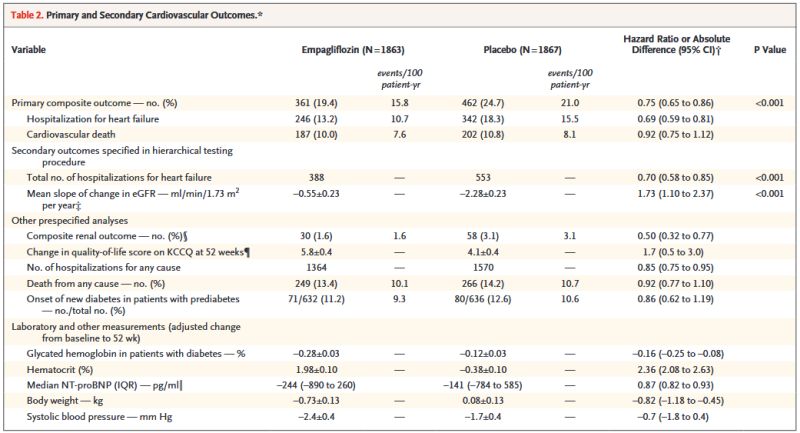 Table 2. Primary and Secondary Cardiovascular Outcomes.*
Variable Empagliflozin (N=1863) Placebo (N=1867) Hazard Ratio or Absolute Difference (95% CI)† P Value
events/100 patient-yr events/100 patient-yr
Primary composite outcome — no. (%) 361 (19.4) 15.8 462 (24.7) 21.0 0.75 (0.65 to 0.86) <0.001
Hospitalization for heart failure 246 (13.2) 10.7 342 (18.3) 15.5 0.69 (0.59 to 0.81)
Cardiovascular death 187 (10.0) 7.6 202 (10.8) 8.1 0.92 (0.75 to 1.12)
Secondary outcomes specified in hierarchical testing
procedure
Total no. of hospitalizations for heart failure 388 — 553 — 0.70 (0.58 to 0.85) <0.001
Mean slope of change in eGFR — ml/min/1.73 m² −0.55±0.23 — −2.28±0.23 — 1.73 (1.10 to 2.37) <0.001
per year‡
Other prespecified analyses
Composite renal outcome — no. (%)§ 30 (1.6) 1.6 58 (3.1) 3.1 0.50 (0.32 to 0.77)
Change in quality-of-life score on KCCQ at 52 weeks¶ 5.8±0.4 — 4.1±0.4 — 1.7 (0.5 to 3.0)
No. of hospitalizations for any cause 1364 — 1570 — 0.85 (0.75 to 0.95)
Death from any cause — no. (%) 249 (13.4) 10.1 266 (14.2) 10.7 0.92 (0.77 to 1.10)
Onset of new diabetes in patients with prediabetes 71/632 (11.2) 9.3 80/636 (12.6) 10.6 0.86 (0.62 to 1.19)
— no./total no. (%)
Laboratory and other measurements (adjusted change
from baseline to 52 wk)
Glycated hemoglobin in patients with diabetes — % −0.28±0.03 — −0.12±0.03 — −0.16 (−0.25 to −0.08)
Hematocrit (%) 1.98±0.10 — −0.38±0.10 — 2.36 (2.08 to 2.63)
Median NT-proBNP (IQR) — pg/ml‖ −244 (−890 to 260) — −141 (−784 to 585) — 0.87 (0.82 to 0.93)
Body weight — kg −0.73±0.13 — 0.08±0.13 — −0.82 (−1.18 to −0.45)
Systolic blood pressure — mm Hg −2.4±0.4 — −1.7±0.4 — −0.7 (−1.8 to 0.4)